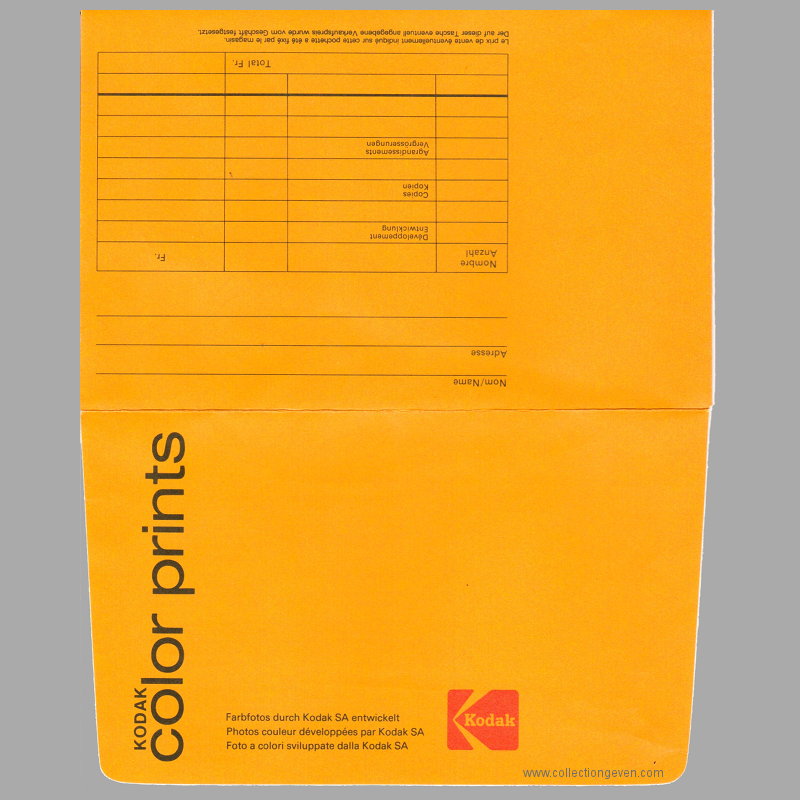 Le prix de vente éventuellement indiqué sur cette pochette a été fixé par le magasin.
Der auf dieser Tasche eventuell angegebene Verkaufspreis wurde vom Geschäft festgesetzt.
Nom/Name
Adresse
Nombre
Anzahl
Fr.
Développement
Entwicklung
Copies
Kopien
Agrandissements
Vergrösserungen
Total Fr.
KODAK
color prints
Farbfotos durch Kodak SA entwickelt
Photos couleur développées par Kodak SA
Foto a colori sviluppate dalla Kodak SA
Kodak
www.collectiongeven.com